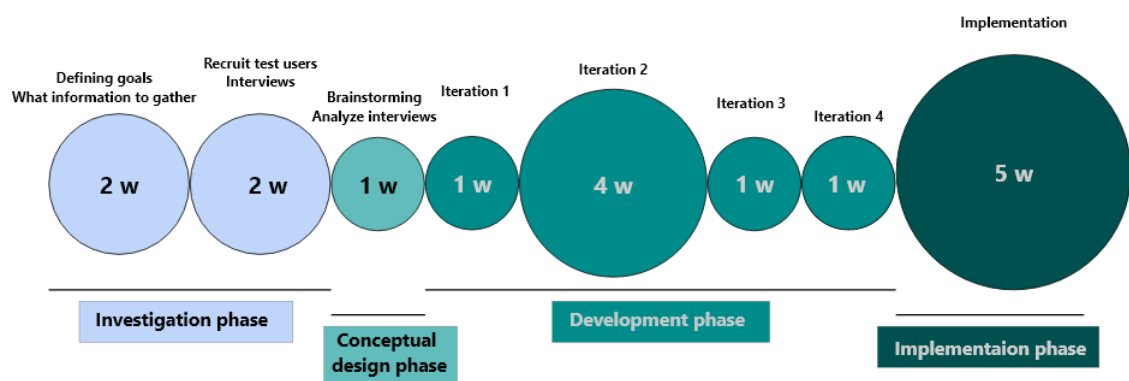 Defining goals
What information to gather
Recruit test users
Interviews
Brainstorming
Analyze interviews
Iteration 1
Iteration 2
Iteration 3
Iteration 4
Implementation
2 w
2 w
1 w
1 w
4 w
1 w
1 w
5 w
Investigation phase
Conceptual
design phase
Development phase
Implementaion phase